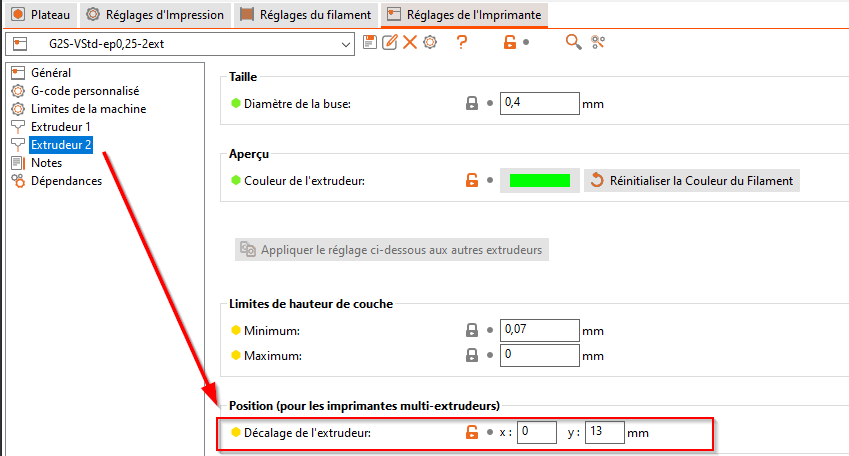 Plateau Réglages d'Impression Réglages du filament Réglages de l'Imprimante
G2S-VStd-ep0,25-2ext
Général
G-code personnalisé
Limites de la machine
Extrudeur 1
Extrudeur 2
Notes
Dépendances
Taille
Diamètre de la buse: 0,4 mm
Aperçu
Couleur de l'extrudeur: Réinitialiser la Couleur du Filament
Appliquer le réglage ci-dessous aux autres extrudeurs
Limites de hauteur de couche
Minimum: 0,07 mm
Maximum: 0 mm
Position (pour les imprimantes multi-extrudeurs)
Décalage de l'extrudeur: x : 0 y : 13 mm